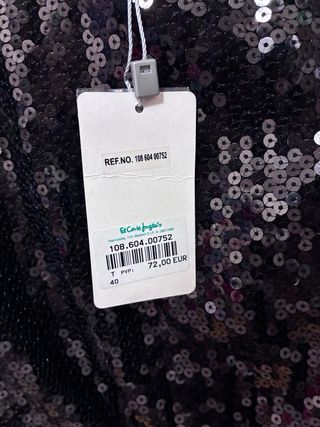 REF.NO. 108 604 00752
El Corte Inglés
108.604.00752
T PVP: 72,00 EUR
40